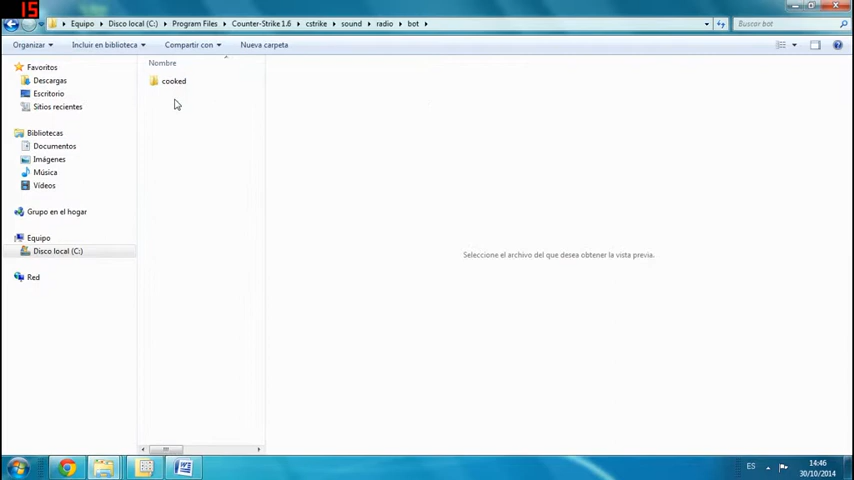 15
Equipo ▸ Disco local (C:) ▸ Program Files ▸ Counter-Strike 1.6 ▸ cstrike ▸ sound ▸ radio ▸ bot ▸
Buscar bot
Organizar ▾ Incluir en biblioteca ▾ Compartir con ▾ Nueva carpeta
Favoritos
Descargas
Escritorio
Sitios recientes
Bibliotecas
Documentos
Imágenes
Música
Vídeos
Grupo en el hogar
Equipo
Disco local (C:)
Red
Nombre
cooked
Seleccione el archivo del que desea obtener la vista previa.
ES
14:46
30/10/2014